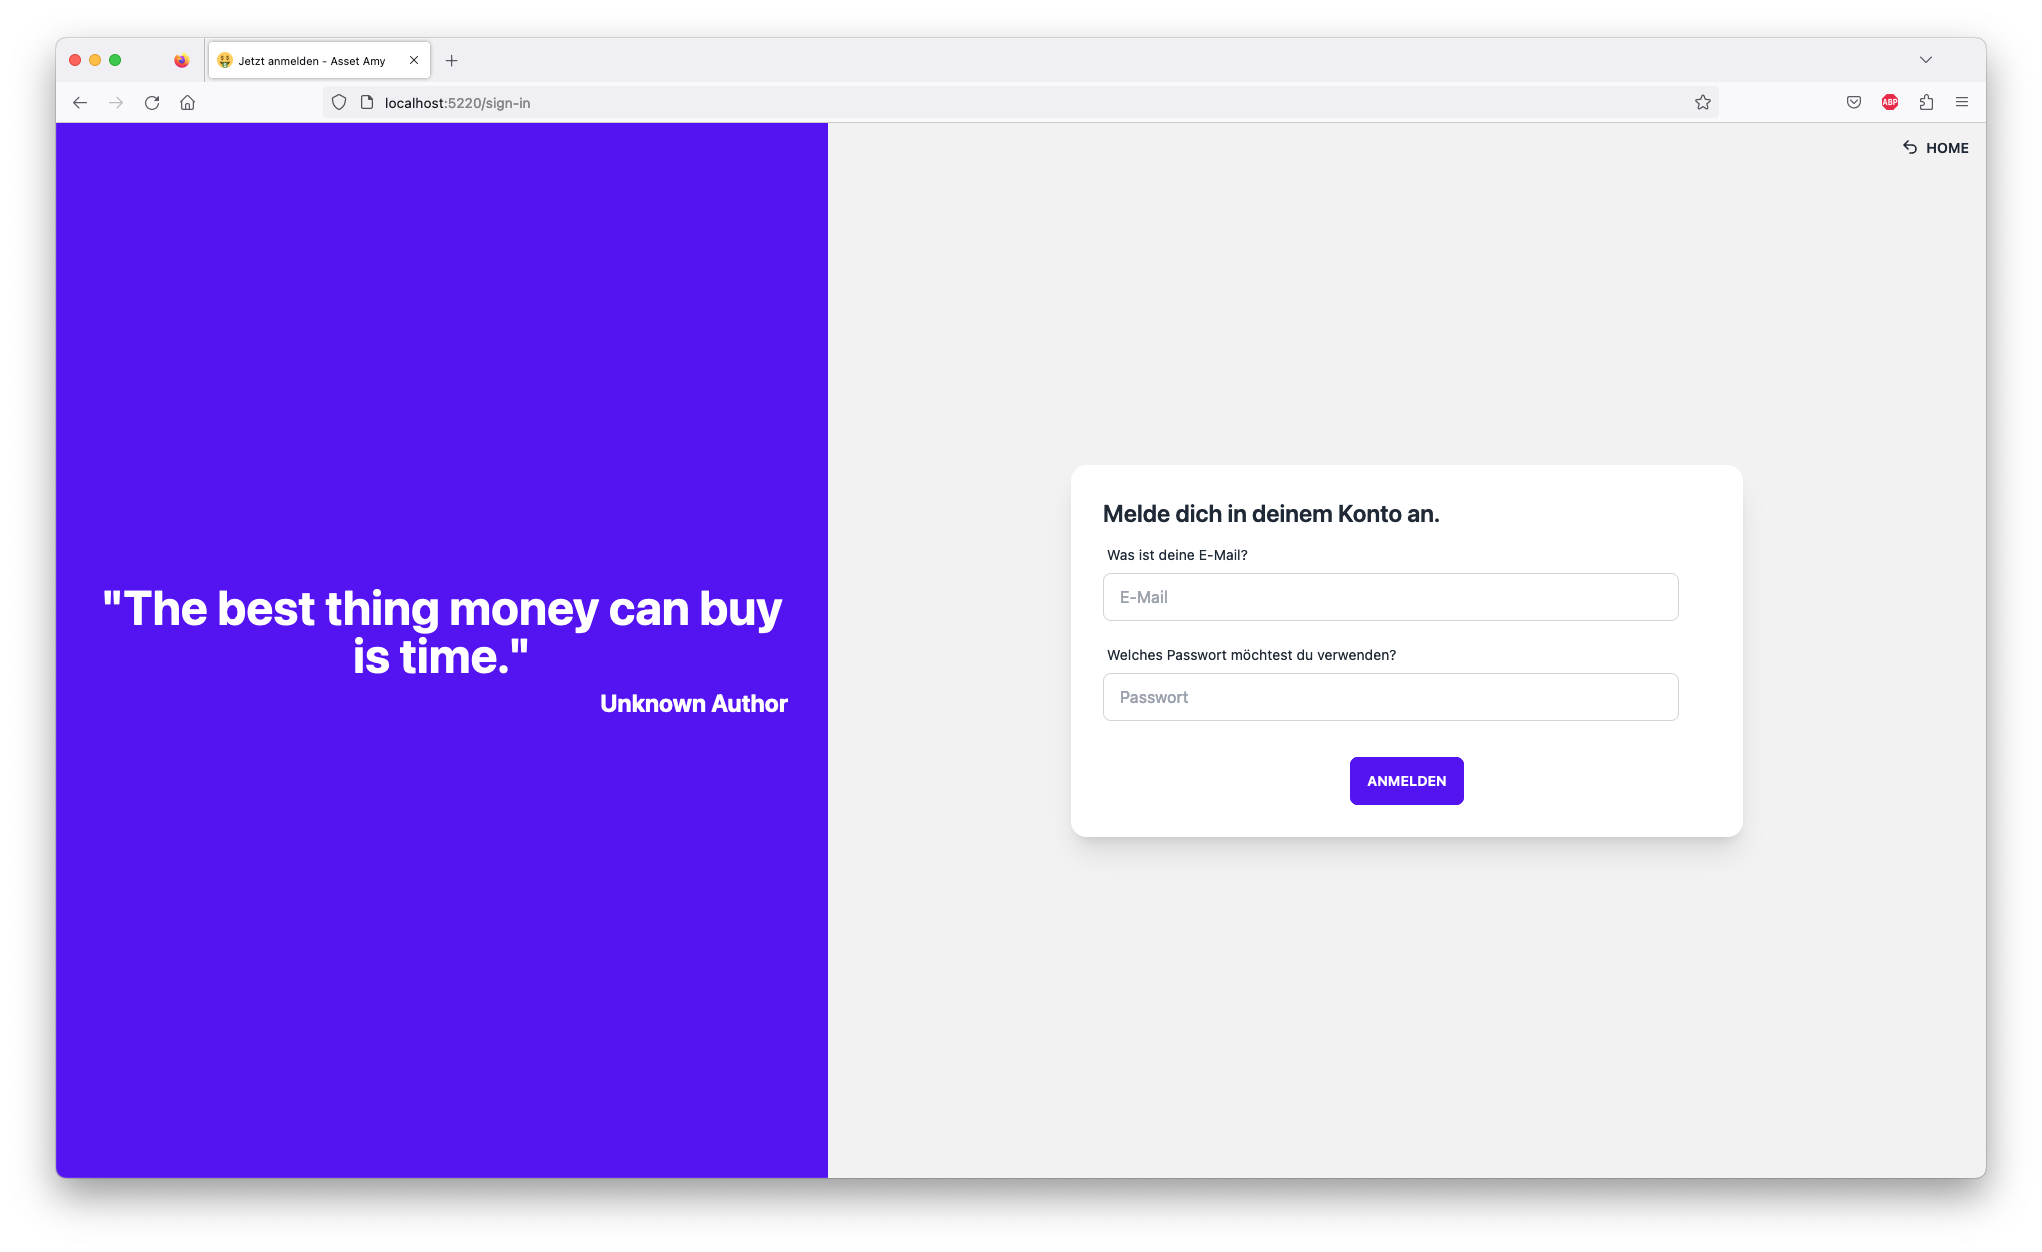 Jetzt anmelden - Asset Amy
localhost:5220/sign-in
ABP
HOME
"The best thing money can buy
is time."
Unknown Author
Melde dich in deinem Konto an.
Was ist deine E-Mail?
E-Mail
Welches Passwort möchtest du verwenden?
Passwort
ANMELDEN